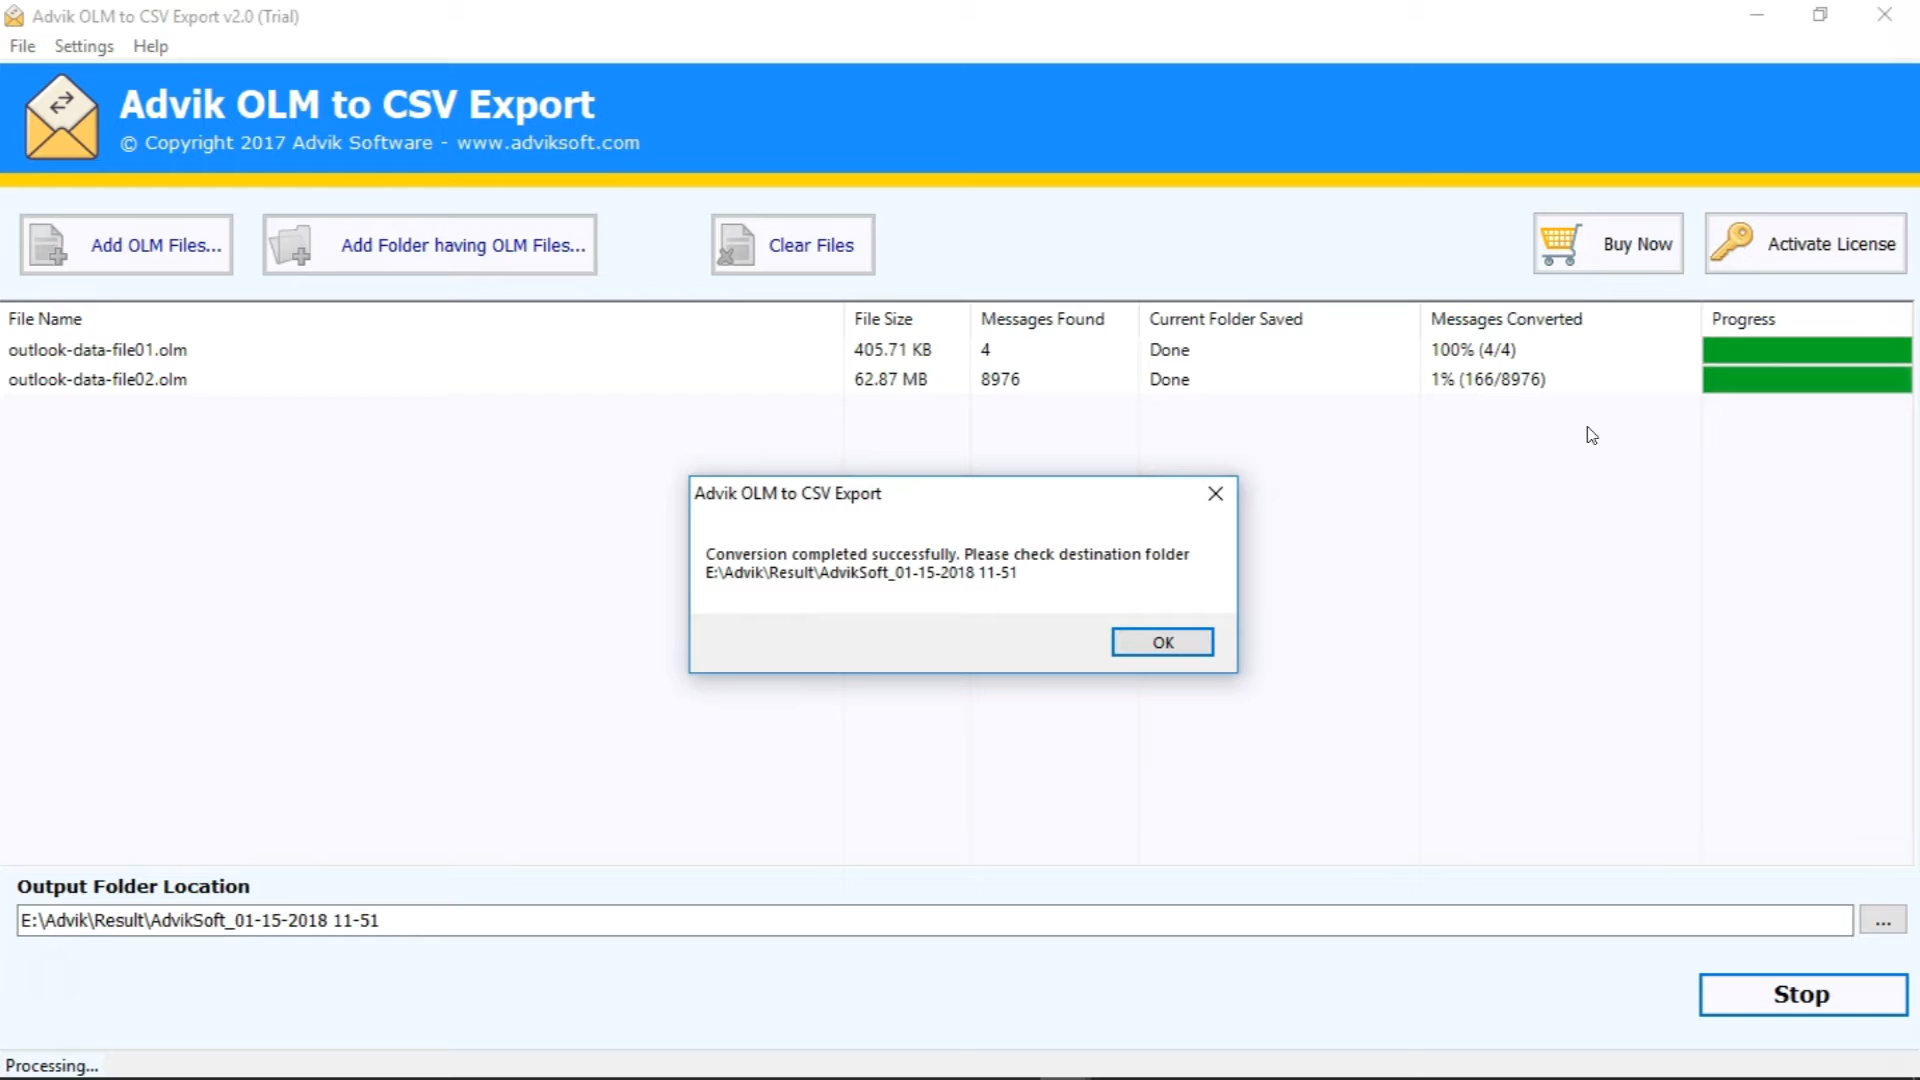 Advik OLM to CSV Export v2.0 (Trial)
File Settings Help
Advik OLM to CSV Export
© Copyright 2017 Advik Software - www.adviksoft.com
Add OLM Files... Add Folder having OLM Files... Clear Files Buy Now Activate License
File Name File Size Messages Found Current Folder Saved Messages Converted Progress
outlook-data-file01.olm 405.71 KB 4 Done 100% (4/4)
outlook-data-file02.olm 62.87 MB 8976 Done 1% (166/8976)
Advik OLM to CSV Export
Conversion completed successfully. Please check destination folder
E:\Advik\Result\AdvikSoft_01-15-2018 11-51
OK
Output Folder Location
E:\Advik\Result\AdvikSoft_01-15-2018 11-51 ...
Stop
Processing...